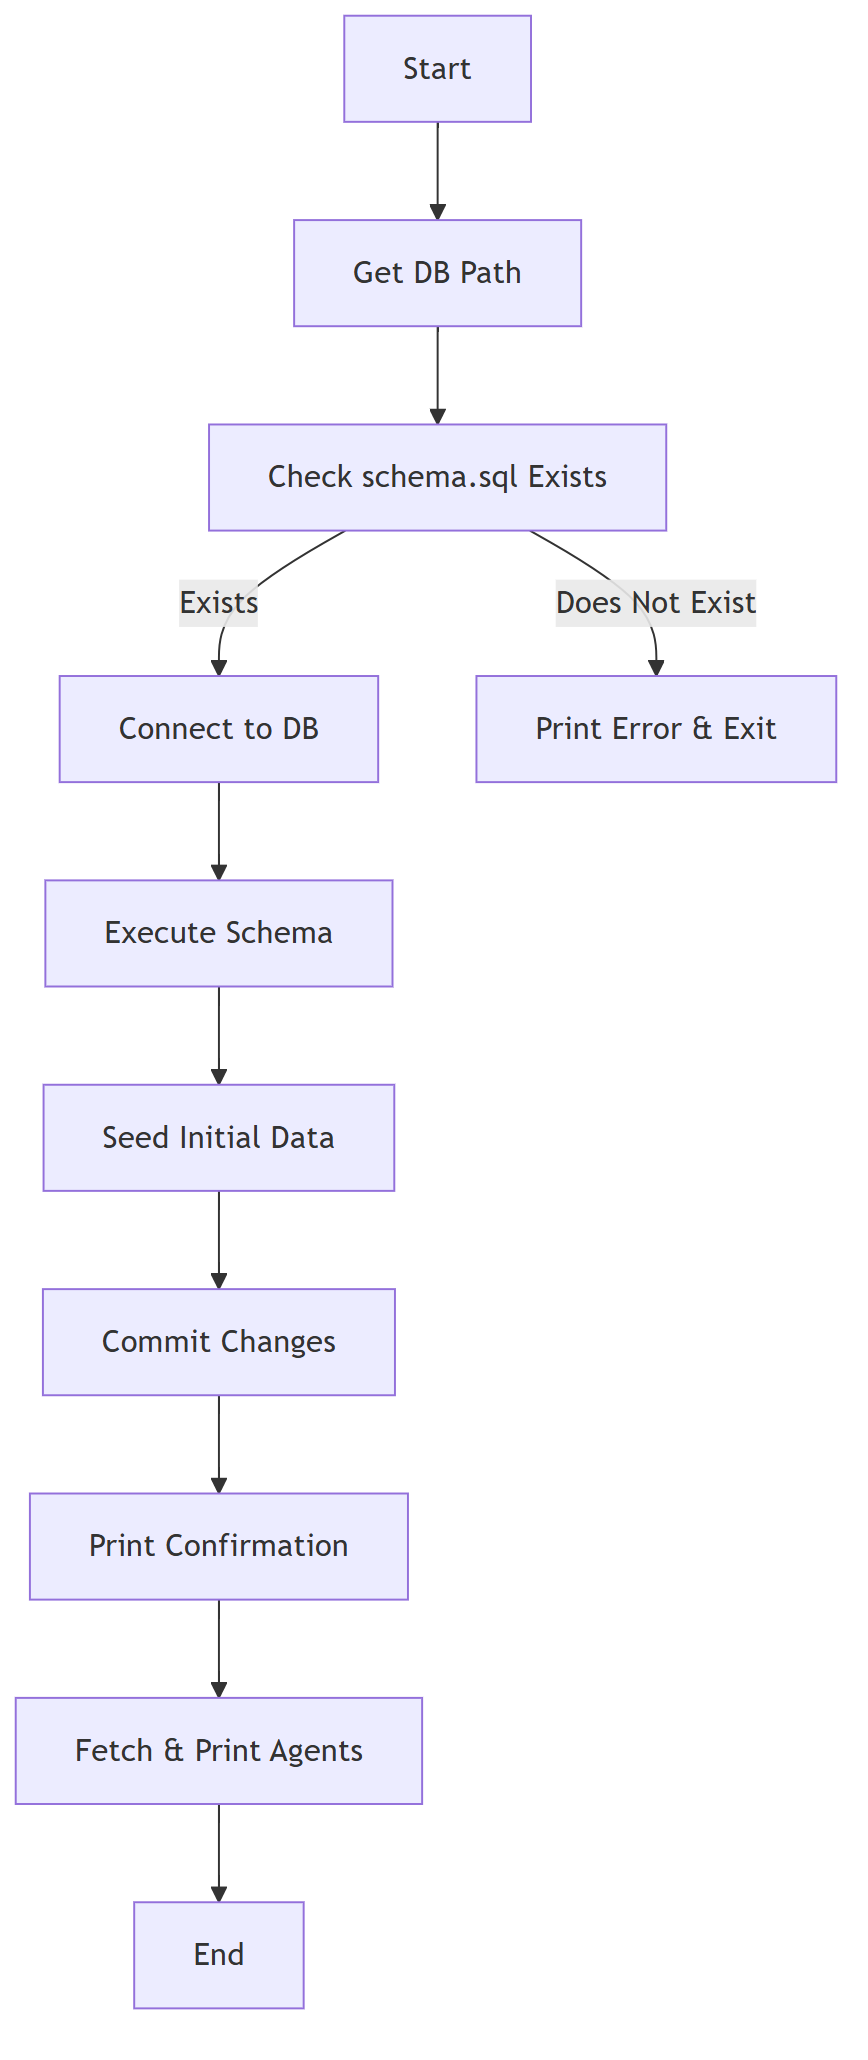 Start
Get DB Path
Check schema.sql Exists
Exists
Does Not Exist
Connect to DB
Print Error & Exit
Execute Schema
Seed Initial Data
Commit Changes
Print Confirmation
Fetch & Print Agents
End